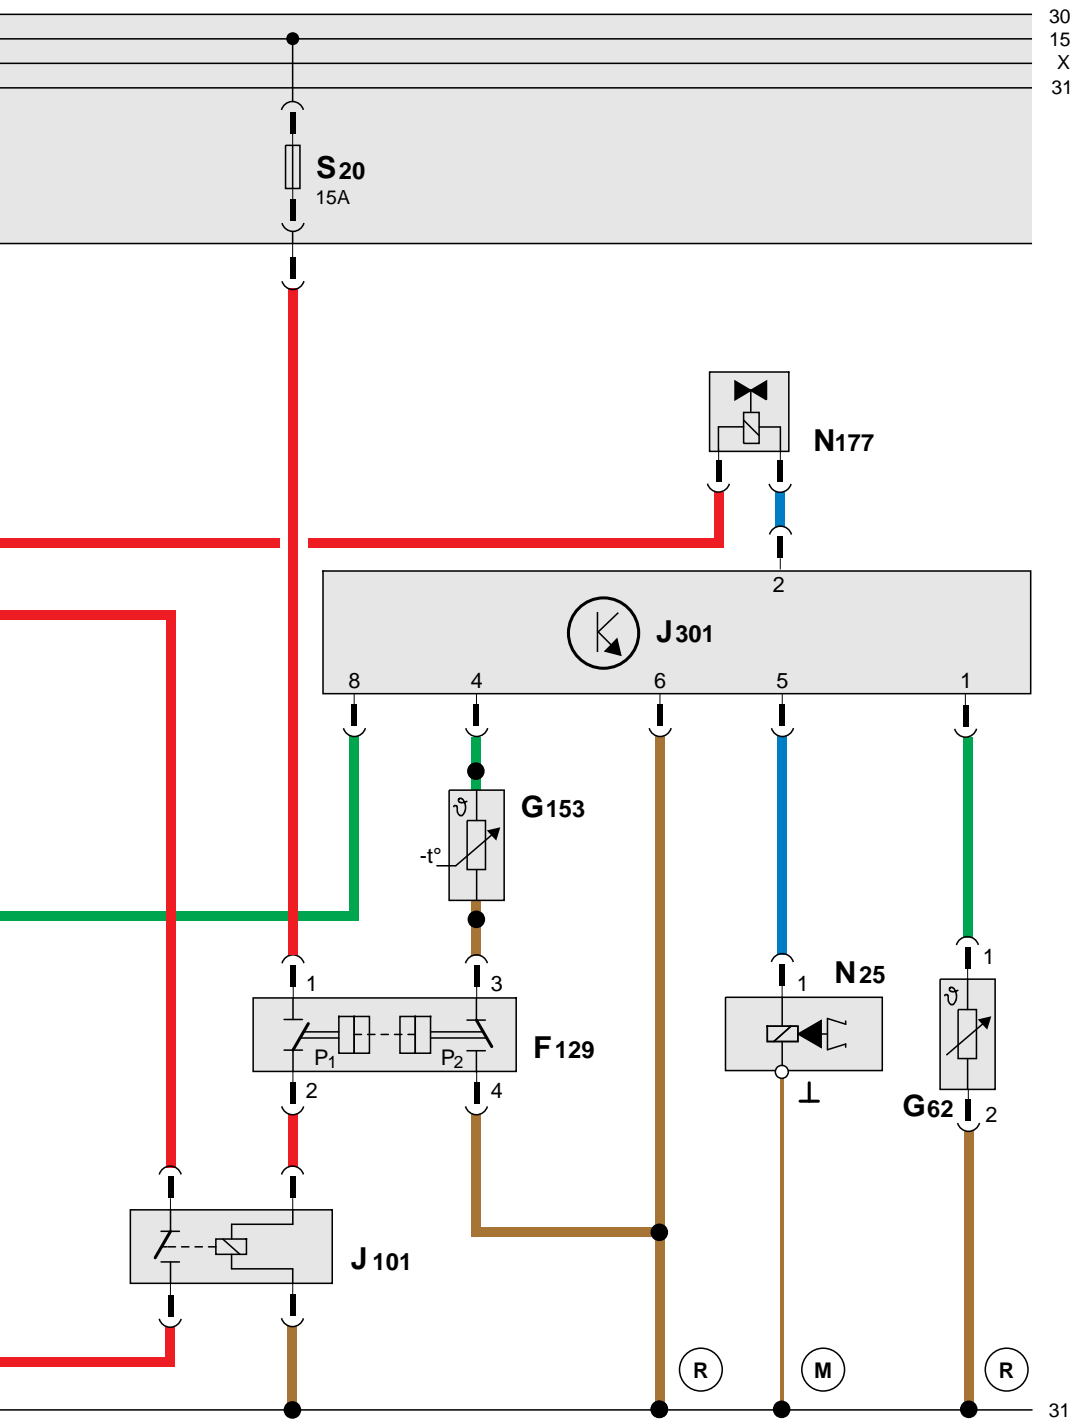 30
15
X
31
S20
15A
N177
2
J301
8 4 6 5 1
ϑ
G153
-t°
1
N25
1 3 1
ϑ
P1 P2
F129
2 4
⊥
G62 2
J101
R M R
31